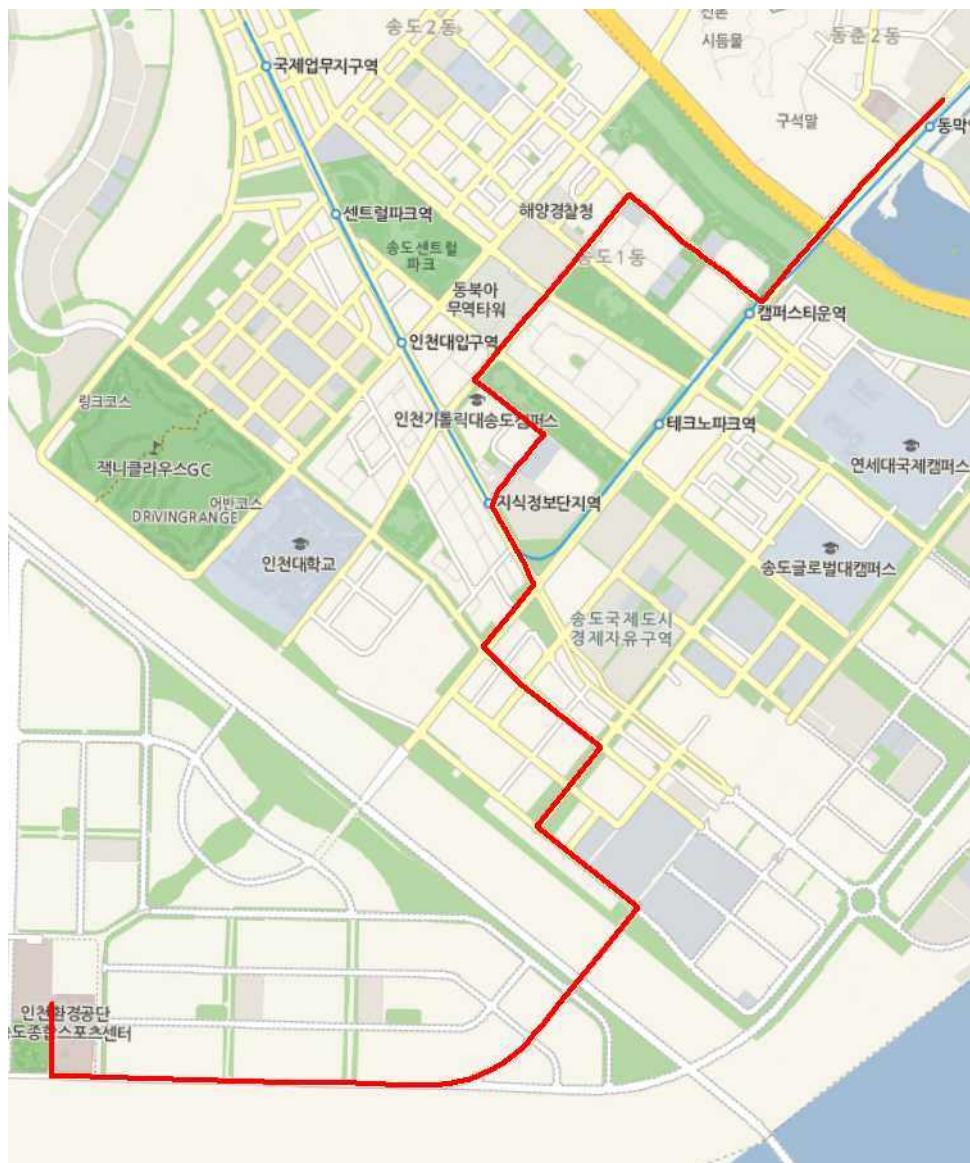 신촌
시듬물
송도2동
동춘2동
국제업무지구역
구석말
동막
해양경찰청
센트럴파크역
송도센트럴
파크
송도1동
동북아
무역타워
캠퍼스타운역
인천대입구역
링크코스
인천가톨릭대송도캠퍼스
테크노파크역
잭니클라우스GC
연세대국제캠퍼스
어반코스
DRIVINGRANGE
지식정보단지역
인천대학교
송도글로벌대캠퍼스
송도국제도시
경제자유구역
인천환경공단
송도종합스포츠센터